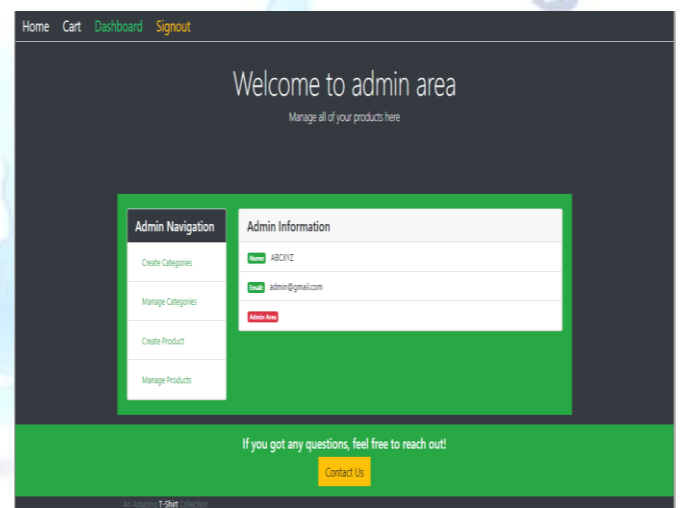 Home Cart Dashboard Signout
Welcome to admin area
Manage all of your products here
Admin Navigation
Create Categories
Manage Categories
Create Product
Manage Products
Admin Information
Name: ABCXYZ
Email: admin@gmail.com
Admin Area
If you got any questions, feel free to reach out!
Contact Us
An Amazing T-Shirt Collection